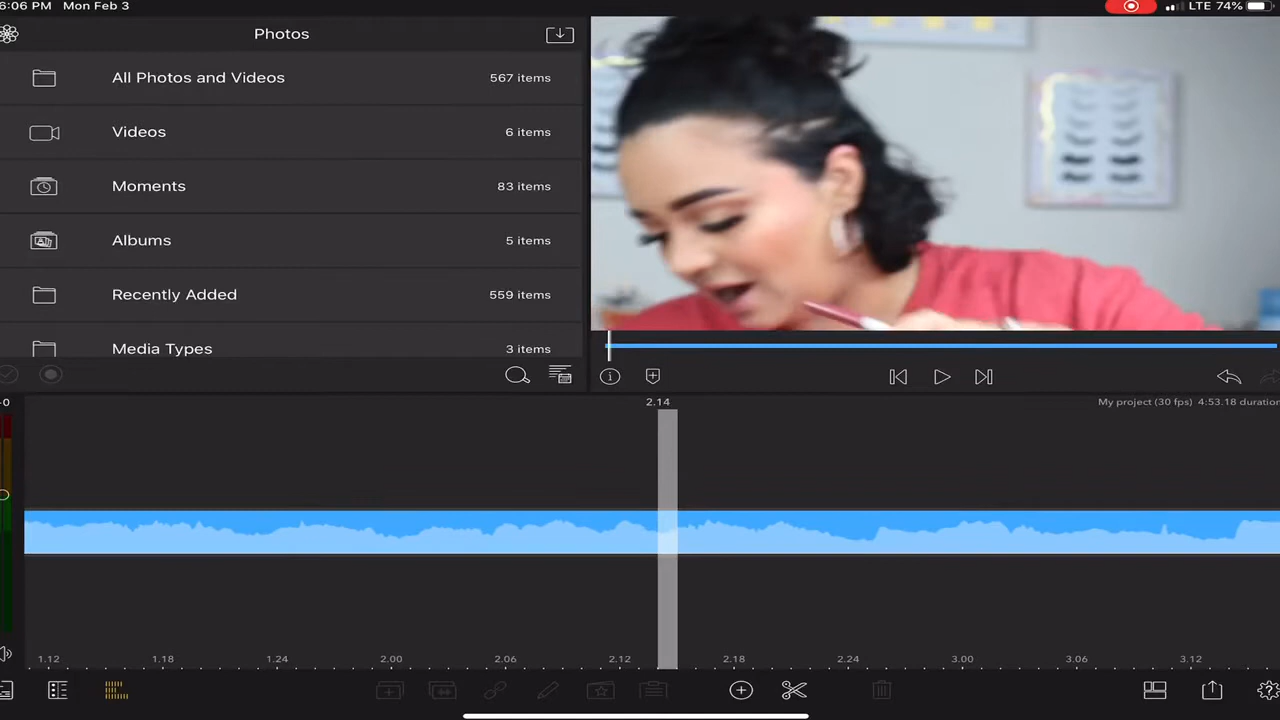 6:06 PM Mon Feb 3
LTE 74%
Photos
All Photos and Videos 567 items
Videos 6 items
Moments 83 items
Albums 5 items
Recently Added 559 items
Media Types 3 items
-0
2.14
My project (30 fps) 4:53.18 duration
1.12 1.18 1.24 2.00 2.06 2.12 2.18 2.24 3.00 3.06 3.12